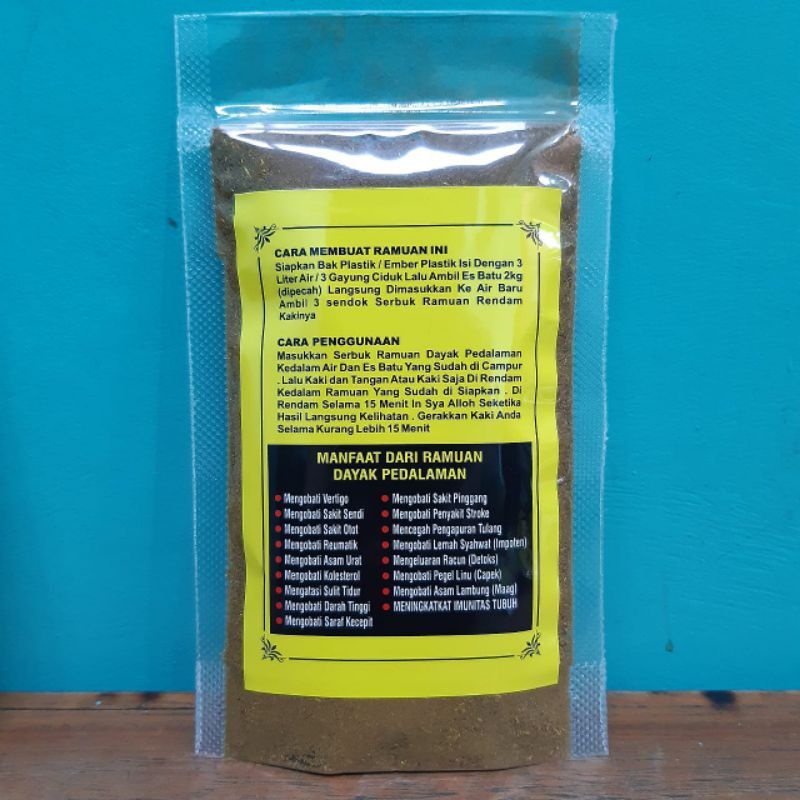 CARA MEMBUAT RAMUAN INI
Siapkan Bak Plastik / Ember Plastik Isi Dengan 3
Liter Air / 3 Gayung Ciduk Lalu Ambil Es Batu 2kg
(dipecah) Langsung Dimasukkan Ke Air Baru
Ambil 3 sendok Serbuk Ramuan Rendam
Kakinya
CARA PENGGUNAAN
Masukkan Serbuk Ramuan Dayak Pedalaman
Kedalam Air Dan Es Batu Yang Sudah di Campur
. Lalu Kaki dan Tangan Atau Kaki Saja Di Rendam
Kedalam Ramuan Yang Sudah di Siapkan . Di
Rendam Selama 15 Menit In Sya Alloh Seketika
Hasil Langsung Kelihatan . Gerakkan Kaki Anda
Selama Kurang Lebih 15 Menit
MANFAAT DARI RAMUAN
DAYAK PEDALAMAN
• Mengobati Vertigo
• Mengobati Sakit Sendi
• Mengobati Sakit Otot
• Mengobati Reumatik
• Mengobati Asam Urat
• Mengobati Kolesterol
• Mengatasi Sulit Tidur
• Mengobati Darah Tinggi
• Mengobati Saraf Kecepit
• Mengobati Sakit Pinggang
• Mengobati Penyakit Stroke
• Mencegah Pengapuran Tulang
• Mengobati Lemah Syahwat (Impoten)
• Mengeluaran Racun (Detoks)
• Mengobati Pegel Linu (Capek)
• Mengobati Asam Lambung (Maag)
• MENINGKATKAT IMUNITAS TUBUH